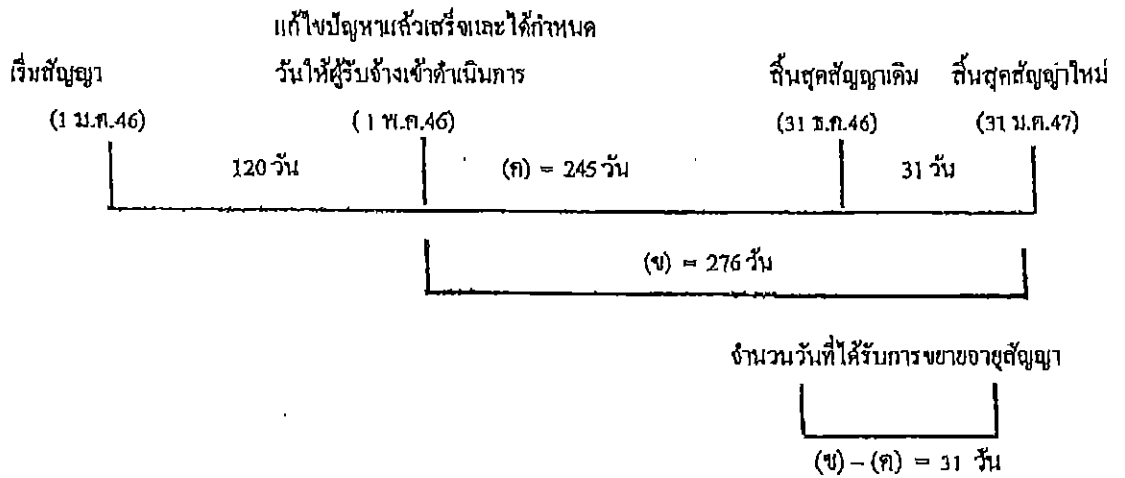 แก้ไขปัญหาแล้วเสร็จและได้กำหนด
เริ่มสัญญา วันให้ผู้รับจ้างเข้าดำเนินการ สิ้นสุดสัญญาเดิม สิ้นสุดสัญญาใหม่
(1 ม.ค.46) (1 พ.ค.46) (31 ธ.ค.46) (31 ม.ค.47)
120 วัน (ค) = 245 วัน 31 วัน
(ข) = 276 วัน
จำนวนวันที่ได้รับการขยายอายุสัญญา
(ข) – (ค) = 31 วัน